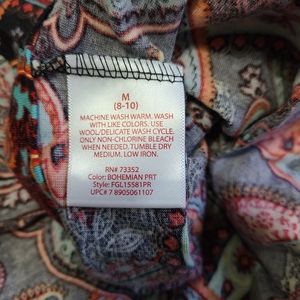 M
(8-10)
MACHINE WASH WARM. WASH
WITH LIKE COLORS. USE
WOOL/DELICATE WASH CYCLE.
ONLY NON-CHLORINE BLEACH
WHEN NEEDED, TUMBLE DRY
MEDIUM. LOW IRON.
RN# 73352
Color: BOHEMIAN PRT
Style: FGL15581PR
UPC# 7 8905061107